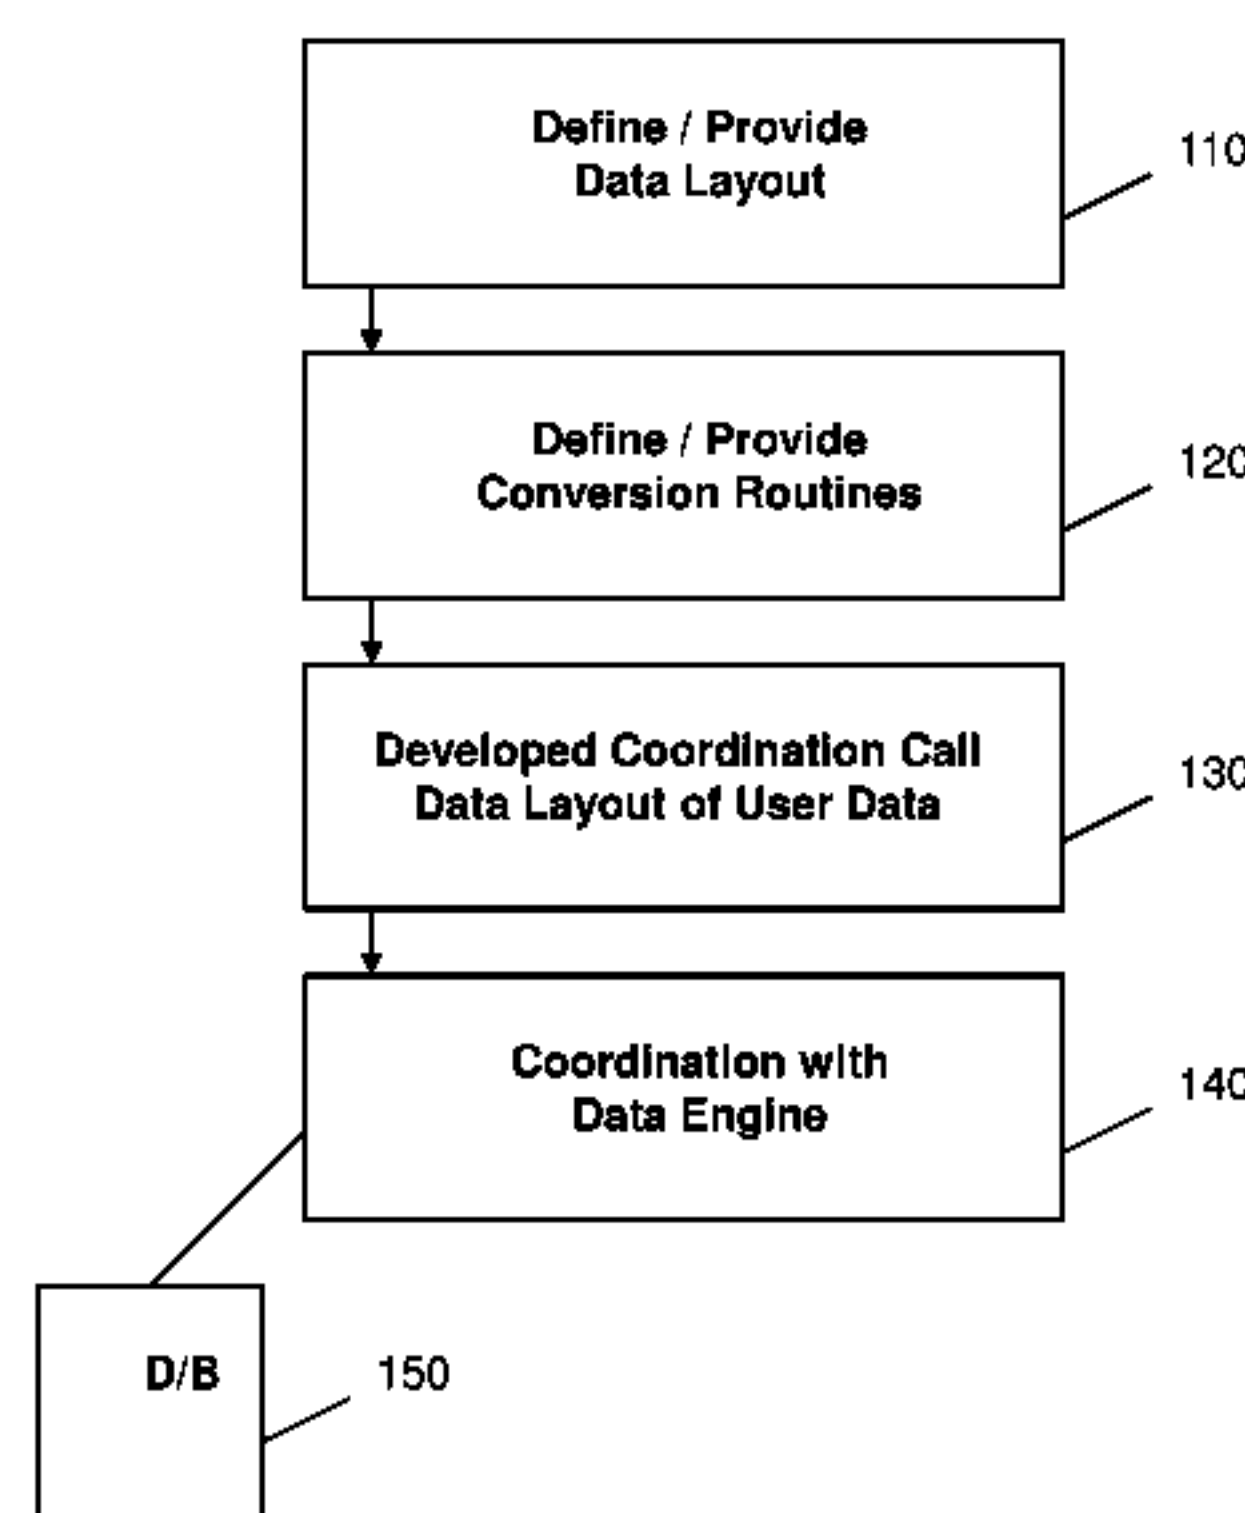 Define / Provide
Data Layout
110
Define / Provide
Conversion Routines
120
Developed Coordination Call
Data Layout of User Data
130
Coordination with
Data Engine
140
D/B
150